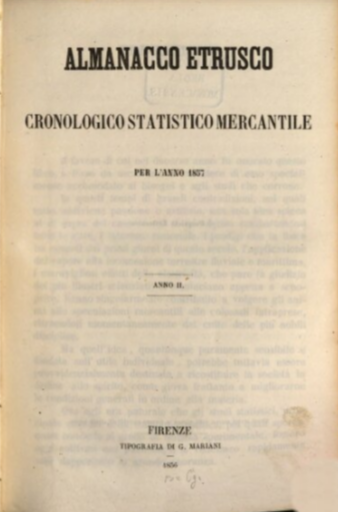 ALMANACCO ETRUSCO
CRONOLOGICO STATISTICO MERCANTILE
PER L'ANNO 1857
ANNO II.
FIRENZE
TIPOGRAFIA DI G. MARIANI
1856